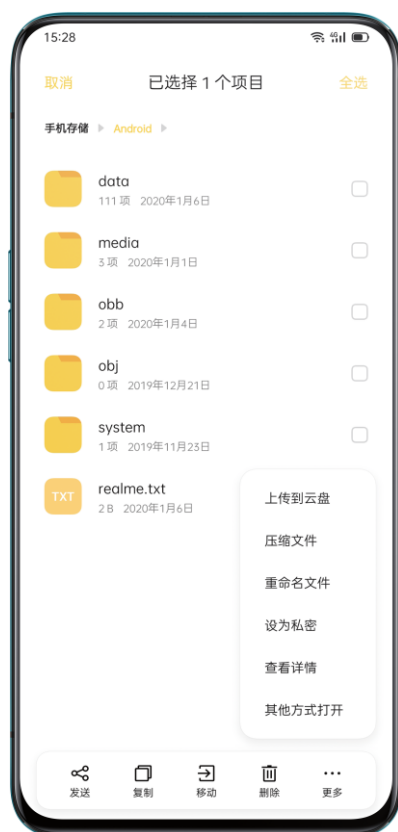 15:28
取消 已选择 1 个项目 全选
手机存储 Android
data
111 项 2020年1月6日
media
3 项 2020年1月1日
obb
2 项 2020年1月4日
obj
0 项 2019年12月21日
system
1 项 2019年11月23日
TXT realme.txt
2 B 2020年1月6日
上传到云盘
压缩文件
重命名文件
设为私密
查看详情
其他方式打开
发送 复制 移动 删除 更多